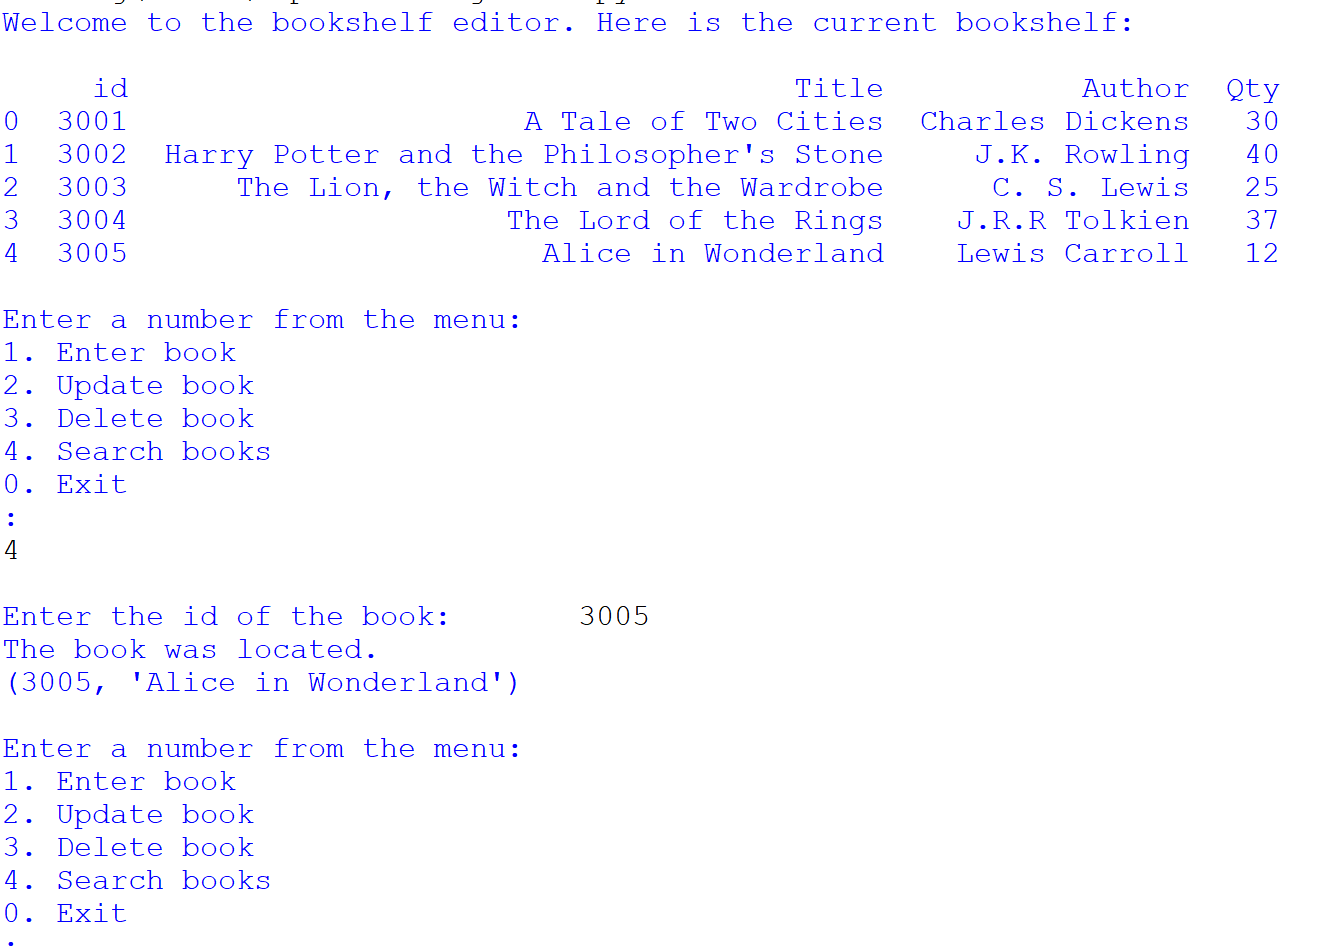 Welcome to the bookshelf editor. Here is the current bookshelf:
id Title Author Qty
0 3001 A Tale of Two Cities Charles Dickens 30
1 3002 Harry Potter and the Philosopher's Stone J.K. Rowling 40
2 3003 The Lion, the Witch and the Wardrobe C. S. Lewis 25
3 3004 The Lord of the Rings J.R.R Tolkien 37
4 3005 Alice in Wonderland Lewis Carroll 12
Enter a number from the menu:
1. Enter book
2. Update book
3. Delete book
4. Search books
0. Exit
:
4
Enter the id of the book: 3005
The book was located.
(3005, 'Alice in Wonderland')
Enter a number from the menu:
1. Enter book
2. Update book
3. Delete book
4. Search books
0. Exit
: